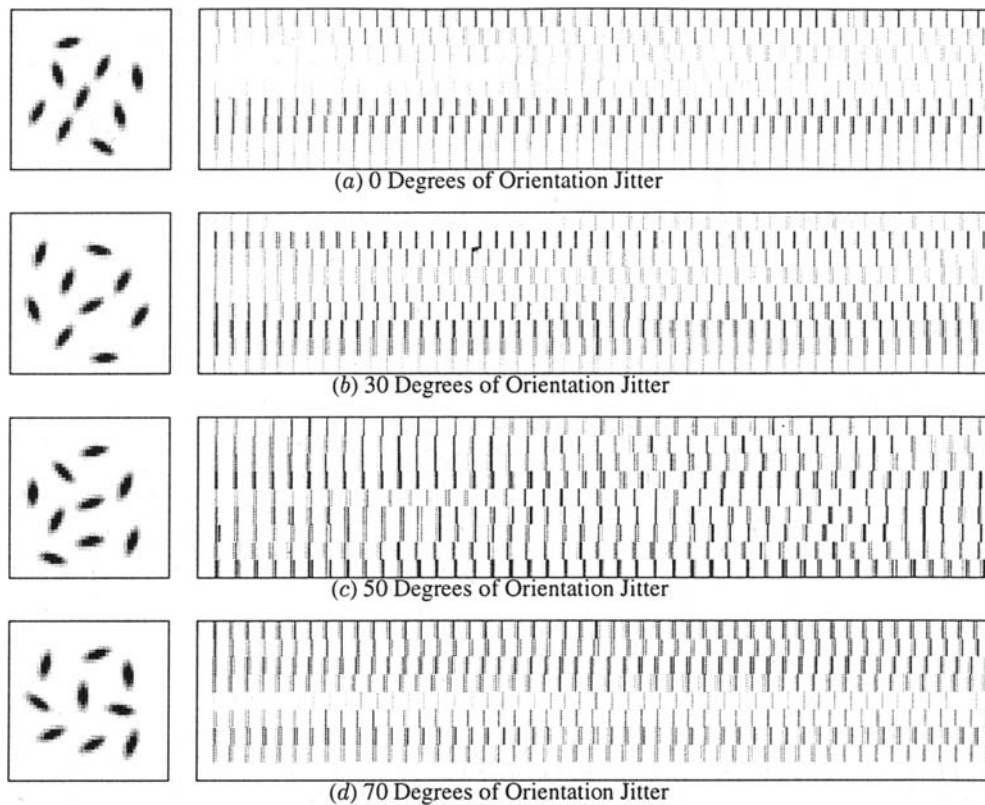 (a) 0 Degrees of Orientation Jitter
(b) 30 Degrees of Orientation Jitter
(c) 50 Degrees of Orientation Jitter
(d) 70 Degrees of Orientation Jitter